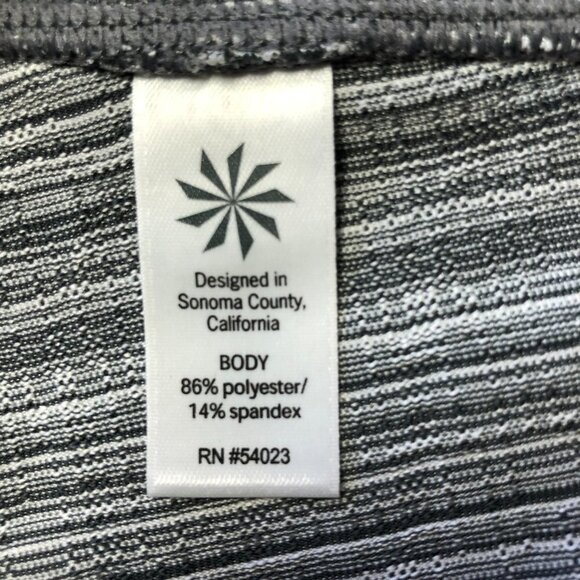 Designed in
Sonoma County,
California
BODY
86% polyester/
14% spandex
RN #54023